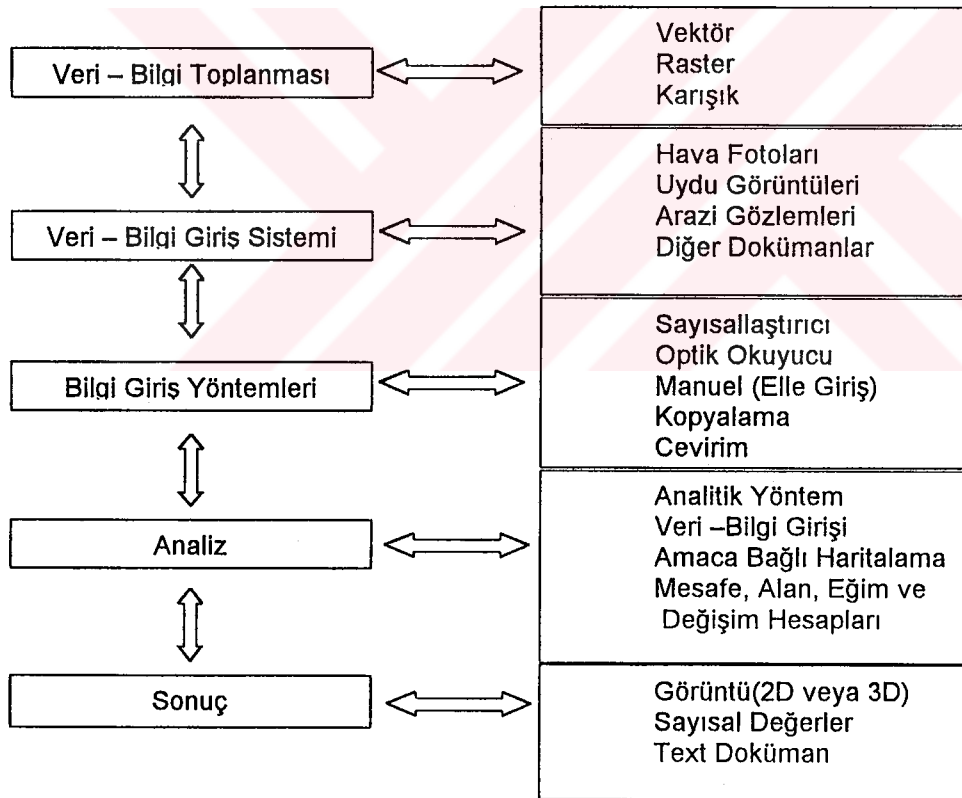 Veri – Bilgi Toplanması
Vektör
Raster
Karışık
Veri – Bilgi Giriş Sistemi
Hava Fotoları
Uydu Görüntüleri
Arazi Gözlemleri
Diğer Dokümanlar
Bilgi Giriş Yöntemleri
Sayısallaştırıcı
Optik Okuyucu
Manuel (Elle Giriş)
Kopyalama
Cevirim
Analiz
Analitik Yöntem
Veri –Bilgi Girişi
Amaca Bağlı Haritalama
Mesafe, Alan, Eğim ve
Değişim Hesapları
Sonuç
Görüntü(2D veya 3D)
Sayısal Değerler
Text Doküman